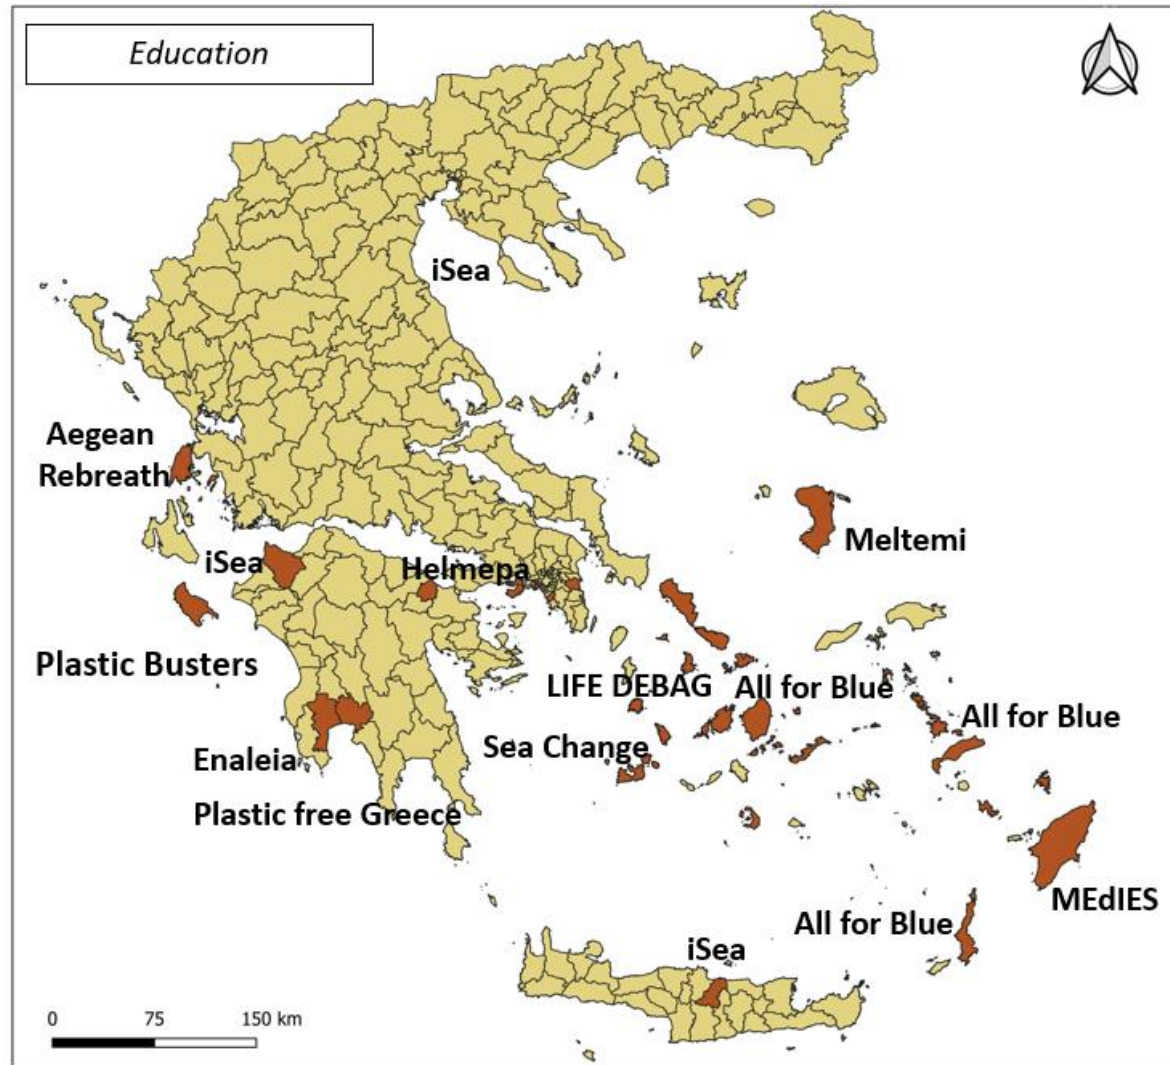 Education
iSea
Aegean
Rebreath
Meltemi
iSea
Helmepa
Plastic Busters
LIFE DEBAG
All for Blue
All for Blue
Sea Change
Enaleia
Plastic free Greece
MEdIES
All for Blue
iSea
0 75 150 km